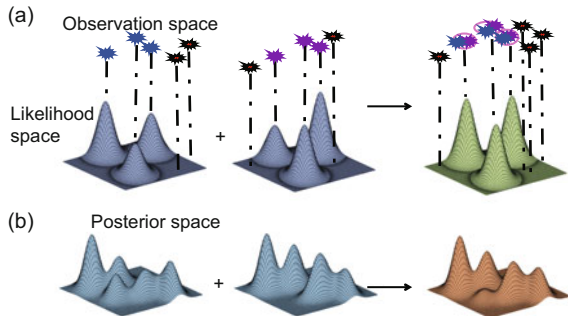 (a)
Observation space
Likelihood
space
+
(b)
Posterior space
+